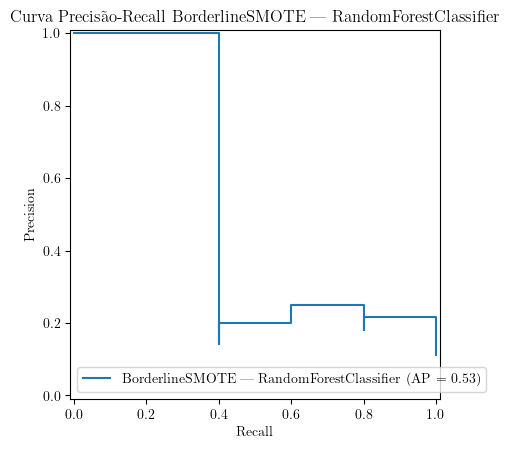 Curva Precisão-Recall BorderlineSMOTE — RandomForestClassifier
1.0
0.8
0.6
0.4
0.2
0.0
Precision
BorderlineSMOTE — RandomForestClassifier (AP = 0.53)
0.0 0.2 0.4 0.6 0.8 1.0
Recall